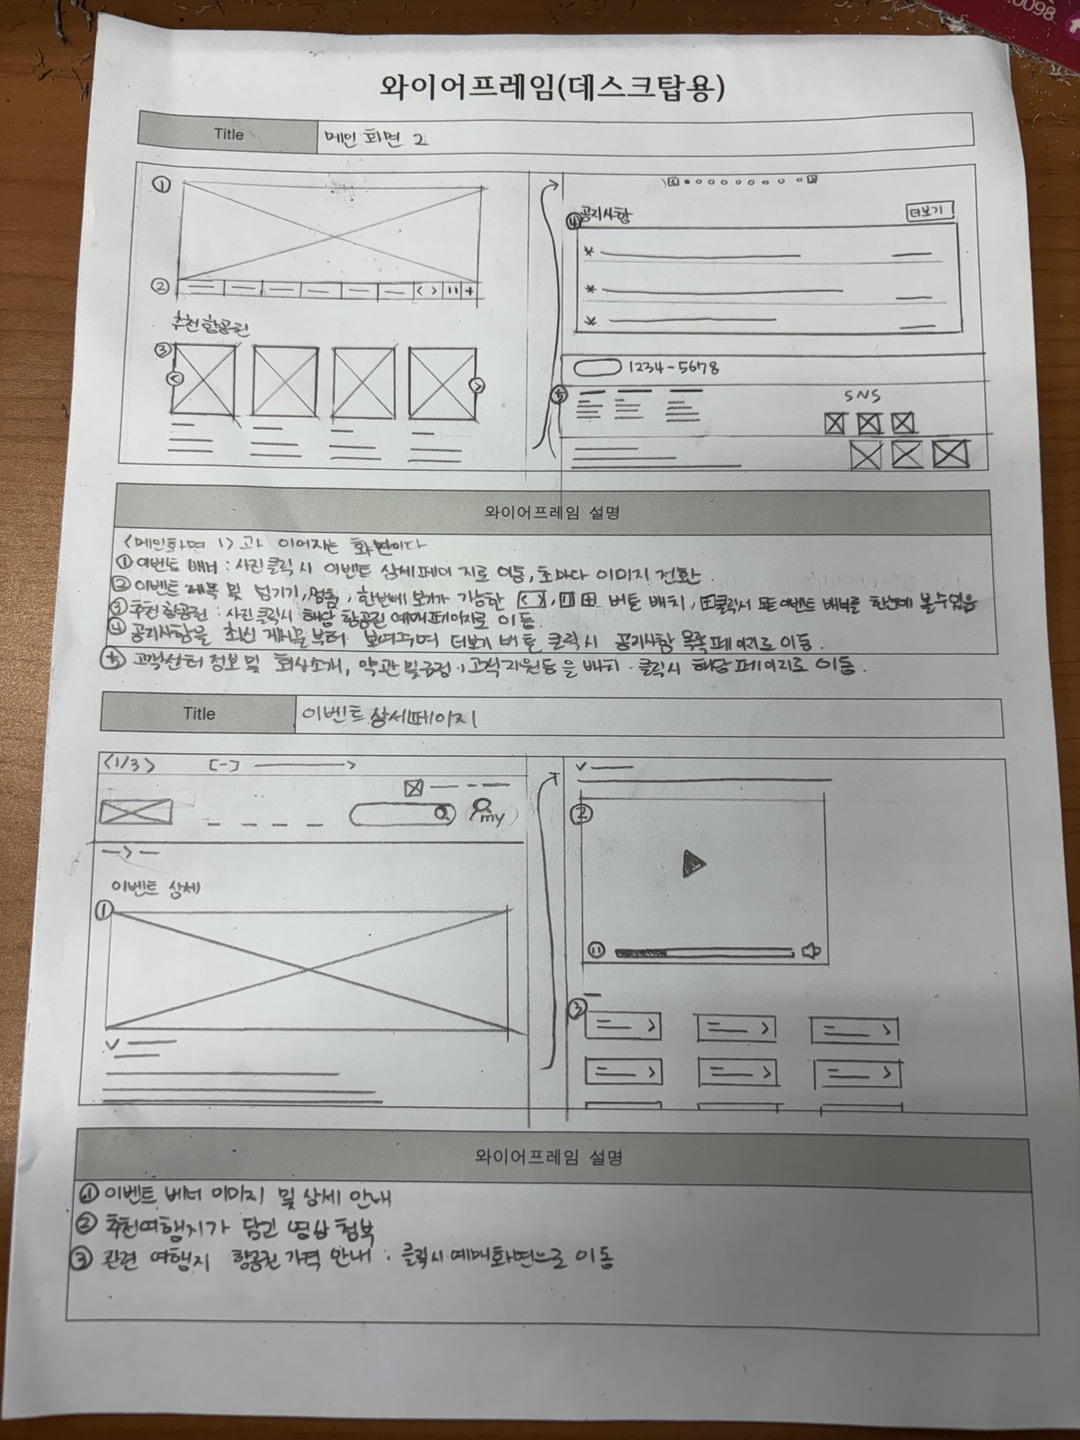 .0098
와이어프레임(데스크탑용)
Title
메인 화면 2
①
②
< > II +
추천 항공권
③
< >
< >
④ 공지사항
더보기
*
*
*
1234-5678
⑤
SNS
와이어프레임 설명
<메인화면 1> 과 이어지는 화면이다
① 이벤트 배너 : 사진 클릭 시 이벤트 상세페이지로 이동, 초마다 이미지 전환.
② 이벤트 제목 및 넘기기, 멈춤, 한번에 보기가 가능한 < >, II + 버튼 배치, + 클릭시 모든 이벤트 배너를 한번에 볼 수 있음
③ 추천 항공권 : 사진 클릭시 해당 항공권 예매페이지로 이동.
④ 공지사항을 최신 게시물부터 보여주며 더보기 버튼 클릭시 공지사항 목록페이지로 이동.
⑤ 고객센터 정보 및 회사소개, 약관 및 규정, 고객지원 등을 배치. 클릭시 해당 페이지로 이동.
Title
이벤트 상세페이지
<1/3> [-]
my
>
이벤트 상세
①
②
③
> > >
> > >
와이어프레임 설명
① 이벤트 배너 이미지 및 상세 안내
② 추천여행지가 담긴 영상 첨부
③ 관련 여행지 항공권 가격 안내. 클릭시 예매화면으로 이동